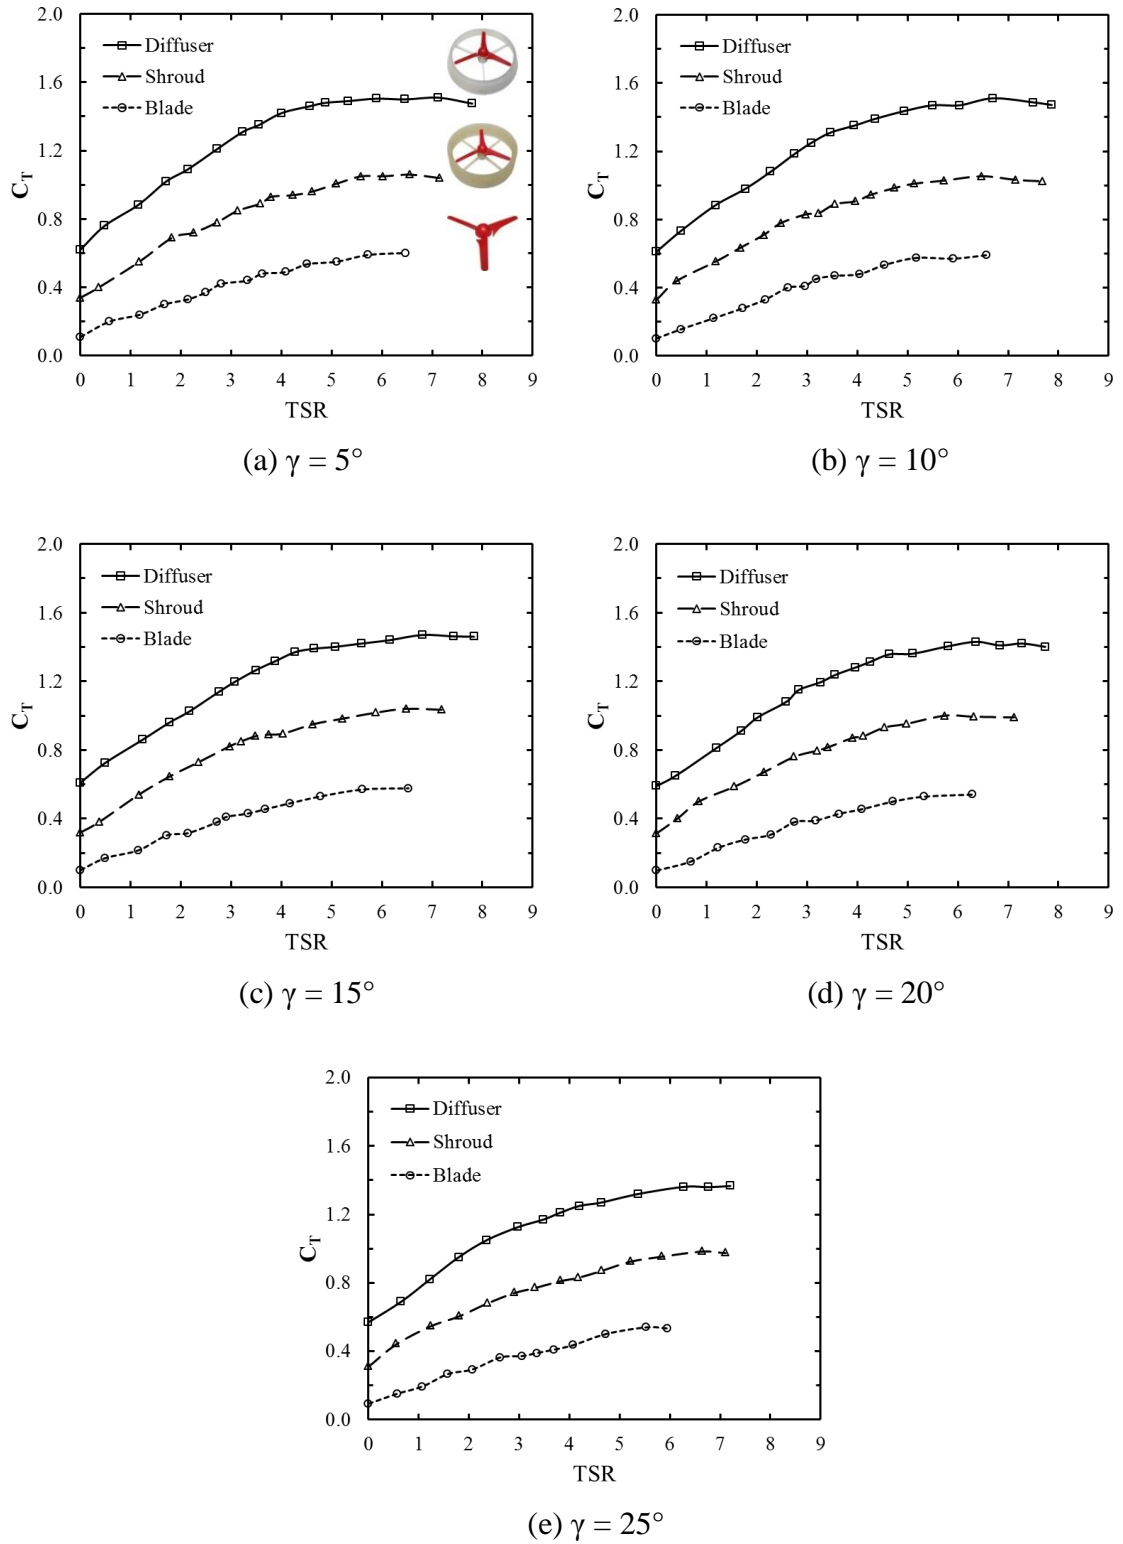 2.0
1.6
1.2
0.8
0.4
0.0
C_T
Diffuser
Shroud
Blade
0 1 2 3 4 5 6 7 8 9
TSR
(a) γ = 5°
2.0
1.6
1.2
0.8
0.4
0.0
C_T
Diffuser
Shroud
Blade
0 1 2 3 4 5 6 7 8 9
TSR
(b) γ = 10°
2.0
1.6
1.2
0.8
0.4
0.0
C_T
Diffuser
Shroud
Blade
0 1 2 3 4 5 6 7 8 9
TSR
(c) γ = 15°
2.0
1.6
1.2
0.8
0.4
0.0
C_T
Diffuser
Shroud
Blade
0 1 2 3 4 5 6 7 8 9
TSR
(d) γ = 20°
2.0
1.6
1.2
0.8
0.4
0.0
C_T
Diffuser
Shroud
Blade
0 1 2 3 4 5 6 7 8 9
TSR
(e) γ = 25°